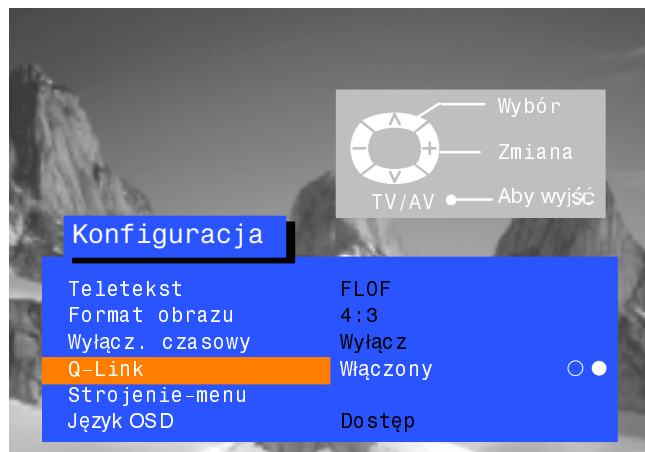 Wybór
Zmiana
TV/AV Aby wyjść
Konfiguracja
Teletekst FLOF
Format obrazu 4:3
Wyłącz. czasowy Wyłącz
Q-Link Włączony
Strojenie-menu
Język OSD Dostęp